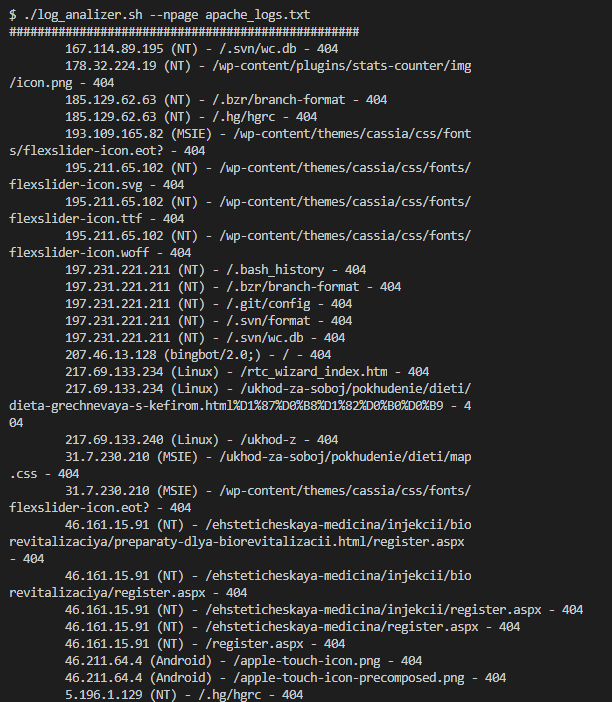 $ ./log_analizer.sh --npage apache_logs.txt
##################################################
167.114.89.195 (NT) - /.svn/wc.db - 404
178.32.224.19 (NT) - /wp-content/plugins/stats-counter/img
/icon.png - 404
185.129.62.63 (NT) - /.bzr/branch-format - 404
185.129.62.63 (NT) - /.hg/hgrc - 404
193.109.165.82 (MSIE) - /wp-content/themes/cassia/css/font
s/flexslider-icon.eot? - 404
195.211.65.102 (NT) - /wp-content/themes/cassia/css/fonts/
flexslider-icon.svg - 404
195.211.65.102 (NT) - /wp-content/themes/cassia/css/fonts/
flexslider-icon.ttf - 404
195.211.65.102 (NT) - /wp-content/themes/cassia/css/fonts/
flexslider-icon.woff - 404
197.231.221.211 (NT) - /.bash_history - 404
197.231.221.211 (NT) - /.bzr/branch-format - 404
197.231.221.211 (NT) - /.git/config - 404
197.231.221.211 (NT) - /.svn/format - 404
197.231.221.211 (NT) - /.svn/wc.db - 404
207.46.13.128 (bingbot/2.0;) - / - 404
217.69.133.234 (Linux) - /rtc_wizard_index.htm - 404
217.69.133.234 (Linux) - /ukhod-za-soboj/pokhudenie/dieti/
dieta-grechnevaya-s-kefirom.html%D1%87%D0%B8%D1%82%D0%B0%D0%B9 - 4
04
217.69.133.240 (Linux) - /ukhod-z - 404
31.7.230.210 (MSIE) - /ukhod-za-soboj/pokhudenie/dieti/map
.css - 404
31.7.230.210 (MSIE) - /wp-content/themes/cassia/css/fonts/
flexslider-icon.eot? - 404
46.161.15.91 (NT) - /ehsteticheskaya-medicina/injekcii/bio
revitalizaciya/preparaty-dlya-biorevitalizacii.html/register.aspx
- 404
46.161.15.91 (NT) - /ehsteticheskaya-medicina/injekcii/bio
revitalizaciya/register.aspx - 404
46.161.15.91 (NT) - /ehsteticheskaya-medicina/injekcii/register.aspx - 404
46.161.15.91 (NT) - /ehsteticheskaya-medicina/register.aspx - 404
46.161.15.91 (NT) - /register.aspx - 404
46.211.64.4 (Android) - /apple-touch-icon.png - 404
46.211.64.4 (Android) - /apple-touch-icon-precomposed.png - 404
5.196.1.129 (NT) - /.hg/hgrc - 404